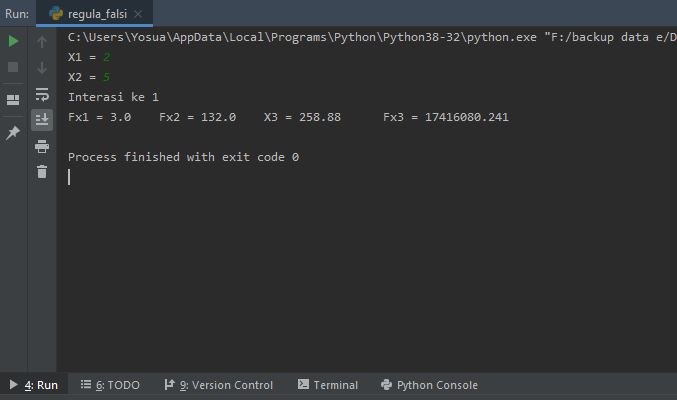 Run: regula_falsi
C:\Users\Yosua\AppData\Local\Programs\Python\Python38-32\python.exe "F:/backup data e/D
X1 = 2
X2 = 5
Interasi ke 1
Fx1 = 3.0 Fx2 = 132.0 X3 = 258.88 Fx3 = 17416080.241
Process finished with exit code 0
4: Run 6: TODO 9: Version Control Terminal Python Console